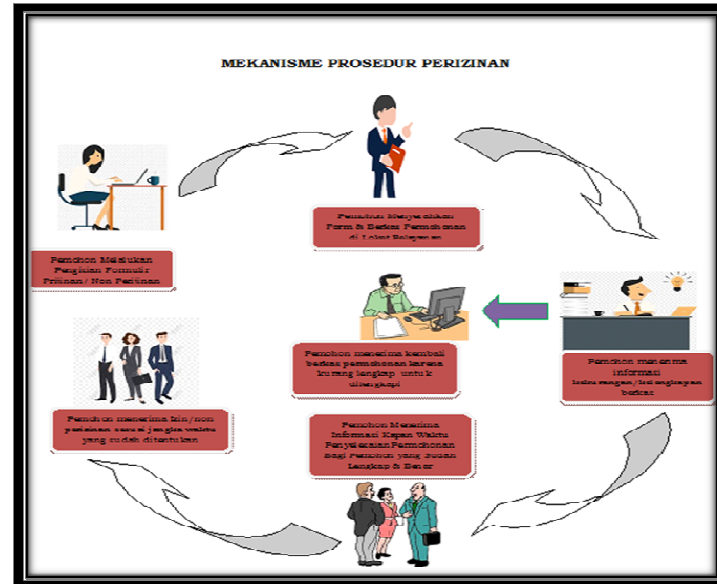 MEKANISME PROSEDUR PERIZINAN
Pemohon Menyerahkan
Form & Berkas Permohonan
di Loket Pelayanan
Pemohon Melakukan
Pengisian Formulir
/ Non Perizinan
Pemohon menerima kembali
berkas permohonan karena
kurang lengkap untuk
dilengkapi
Pemohon menerima
informasi
kekurangan/kelengkapan
berkas
Pemohon menerima izin/non
perizinan sesuai jangka waktu
yang sudah ditentukan
Pemohon Menerima
Informasi Kapan Waktu
Penyelesaian Permohonan
Bagi Pemohon yang Sudah
Lengkap & Benar